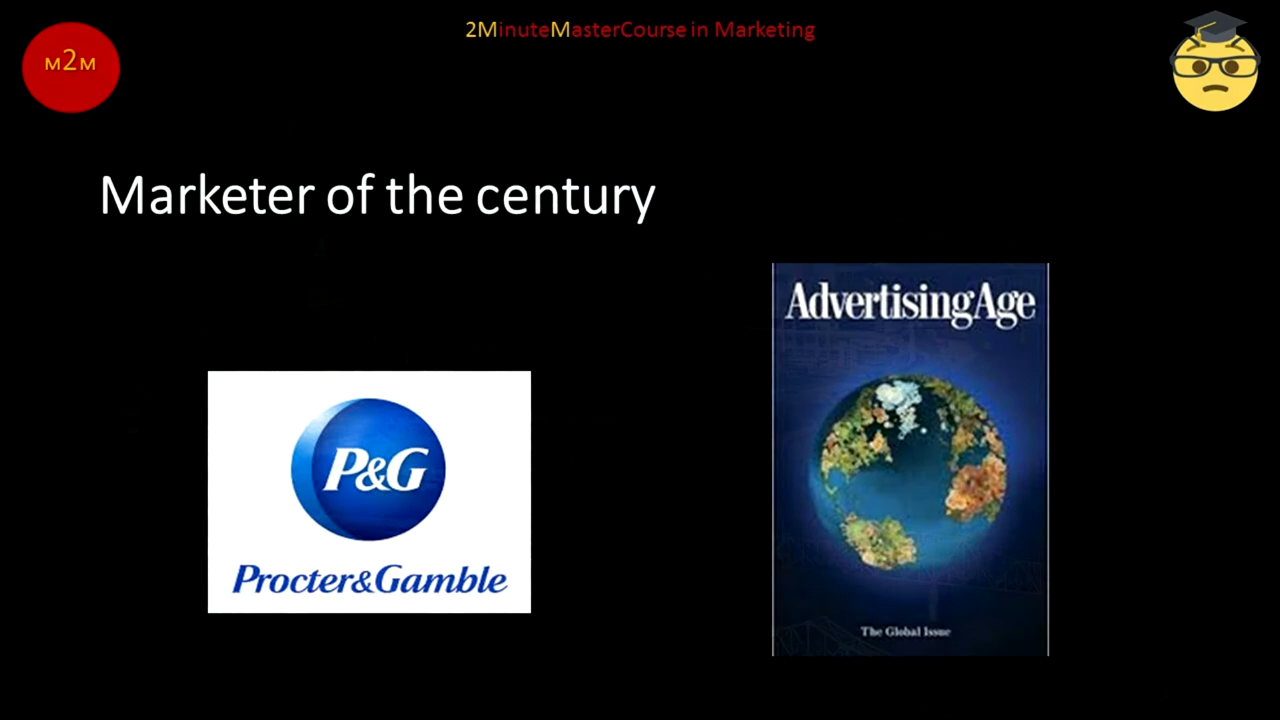 2MinuteMasterCourse in Marketing
M2M
Marketer of the century
AdvertisingAge
P&G
Procter&Gamble
The Global Issue